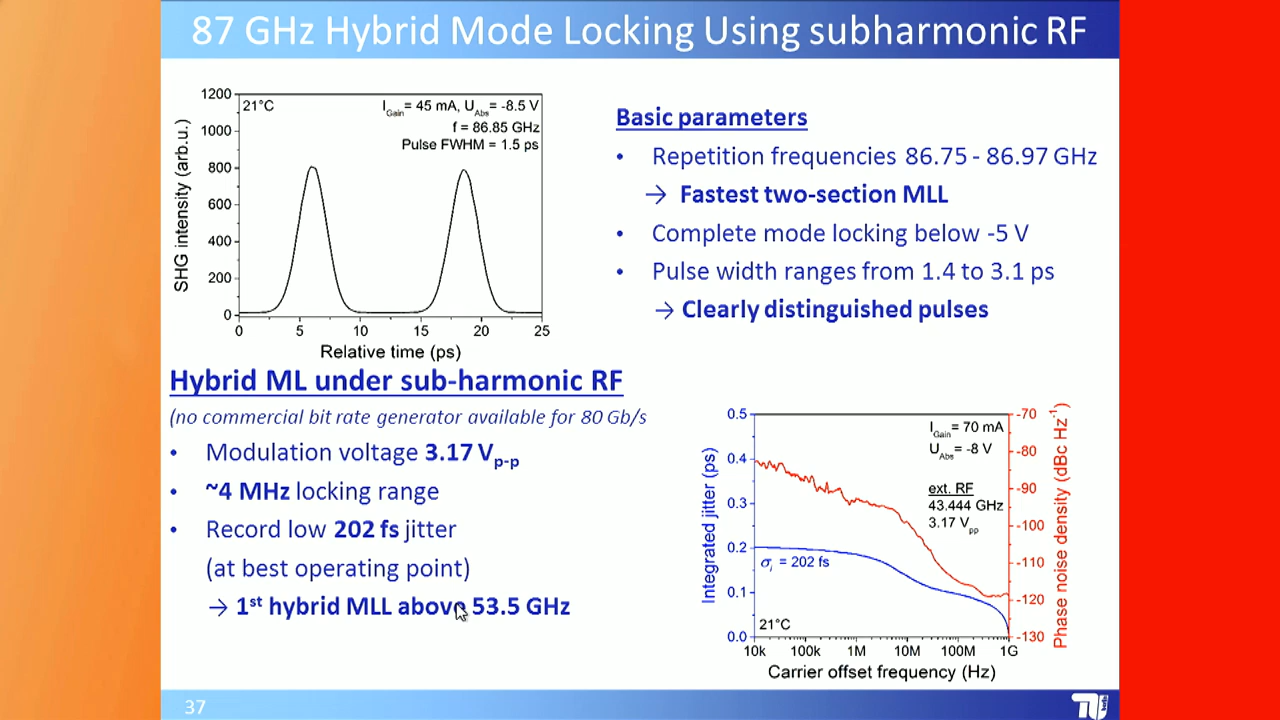 87 GHz Hybrid Mode Locking Using subharmonic RF
1200
1000
800
600
400
200
0
SHG intensity (arb.u.)
21°C
I_Gain = 45 mA, U_Abs = -8.5 V
f = 86.85 GHz
Pulse FWHM = 1.5 ps
0 5 10 15 20 25
Relative time (ps)
Basic parameters
• Repetition frequencies 86.75 - 86.97 GHz
→ Fastest two-section MLL
• Complete mode locking below -5 V
• Pulse width ranges from 1.4 to 3.1 ps
→ Clearly distinguished pulses
Hybrid ML under sub-harmonic RF
(no commercial bit rate generator available for 80 Gb/s
• Modulation voltage 3.17 V_p-p
• ~4 MHz locking range
• Record low 202 fs jitter
(at best operating point)
→ 1st hybrid MLL above 53.5 GHz
0.5
0.4
0.3
0.2
0.1
0.0
Integrated jitter (ps)
I_Gain = 70 mA
U_Abs = -8 V
ext. RF
43.444 GHz
3.17 V_pp
σ_i = 202 fs
21°C
-70
-80
-90
-100
-110
-120
-130
Phase noise density (dBc Hz^-1)
10k 100k 1M 10M 100M 1G
Carrier offset frequency (Hz)
37